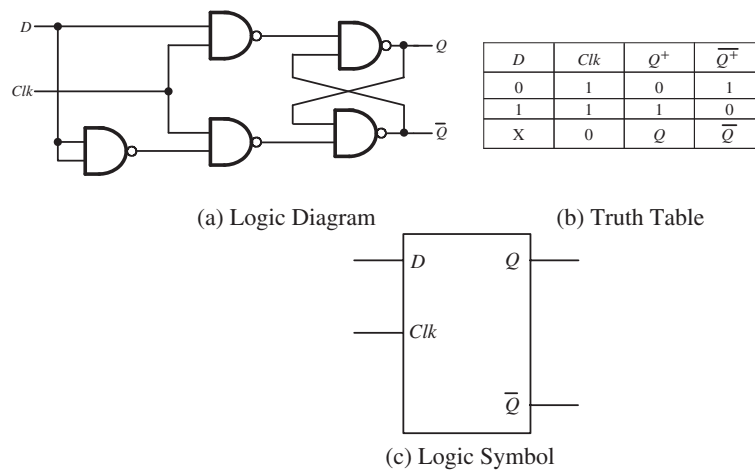 D
Clk
Q
Q̅
D Clk Q⁺ Q̅⁺
0 1 0 1
1 1 1 0
X 0 Q Q̅
(a) Logic Diagram
(b) Truth Table
D Q
Clk
Q̅
(c) Logic Symbol